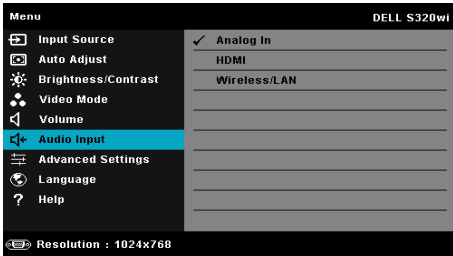 Menu DELL S320wi
Input Source
Auto Adjust
Brightness/Contrast
Video Mode
Volume
Audio Input
Advanced Settings
Language
? Help
✓ Analog In
HDMI
Wireless/LAN
Resolution : 1024x768